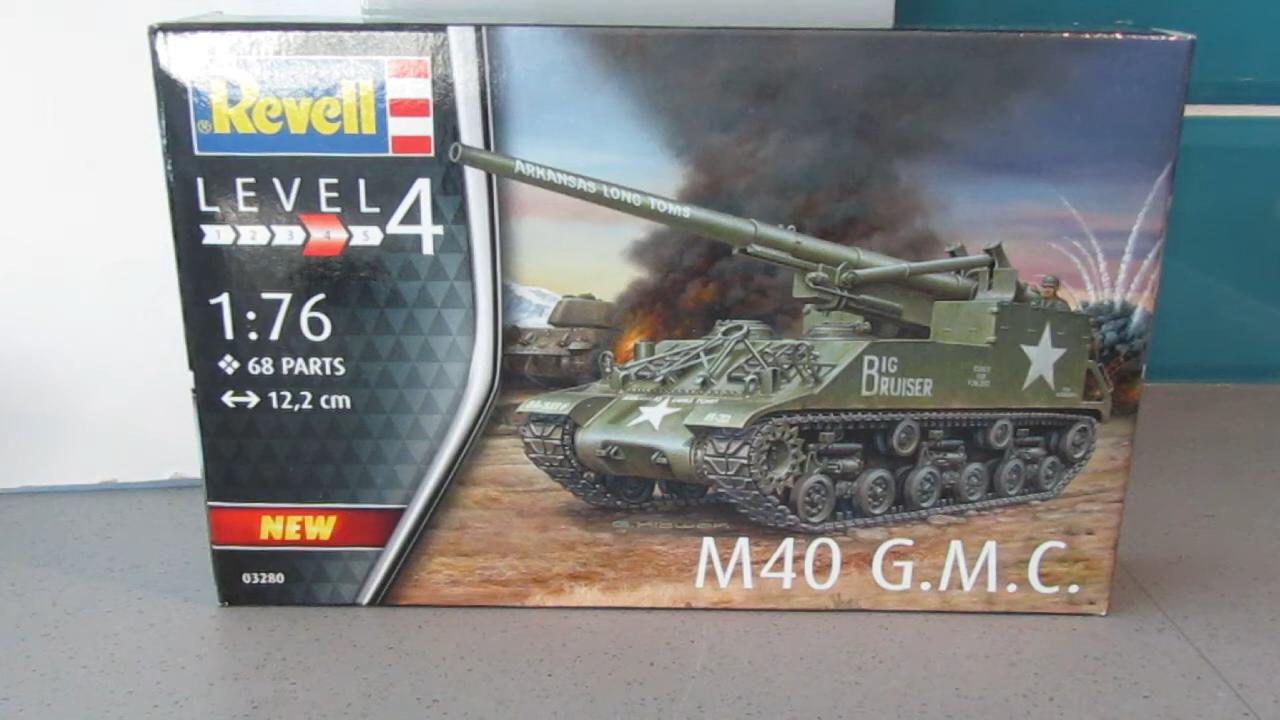 ® Revell
LEVEL 4
1 2 3 4 5
1:76
68 PARTS
12,2 cm
NEW
03280
ARKANSAS LONG TOMS
BIG
BRUISER
M40 G.M.C.